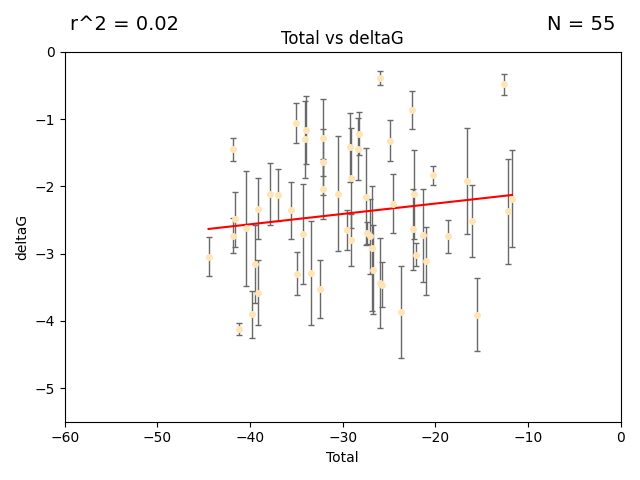 r^2 = 0.02
N = 55
Total vs deltaG
0
−1
−2
−3
−4
−5
deltaG
−60
−50
−40
−30
−20
−10
0
Total